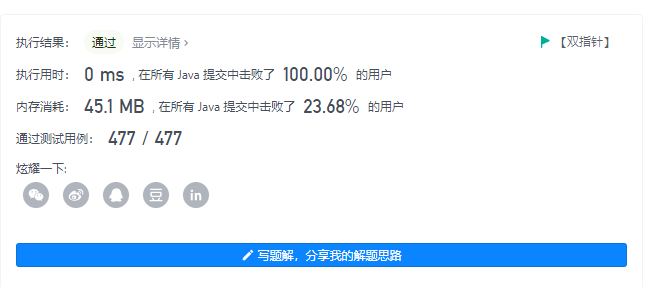 执行结果： 通过 显示详情 › 【双指针】
执行用时： 0 ms , 在所有 Java 提交中击败了 100.00% 的用户
内存消耗： 45.1 MB , 在所有 Java 提交中击败了 23.68% 的用户
通过测试用例： 477 / 477
炫耀一下:
豆 in
写题解，分享我的解题思路